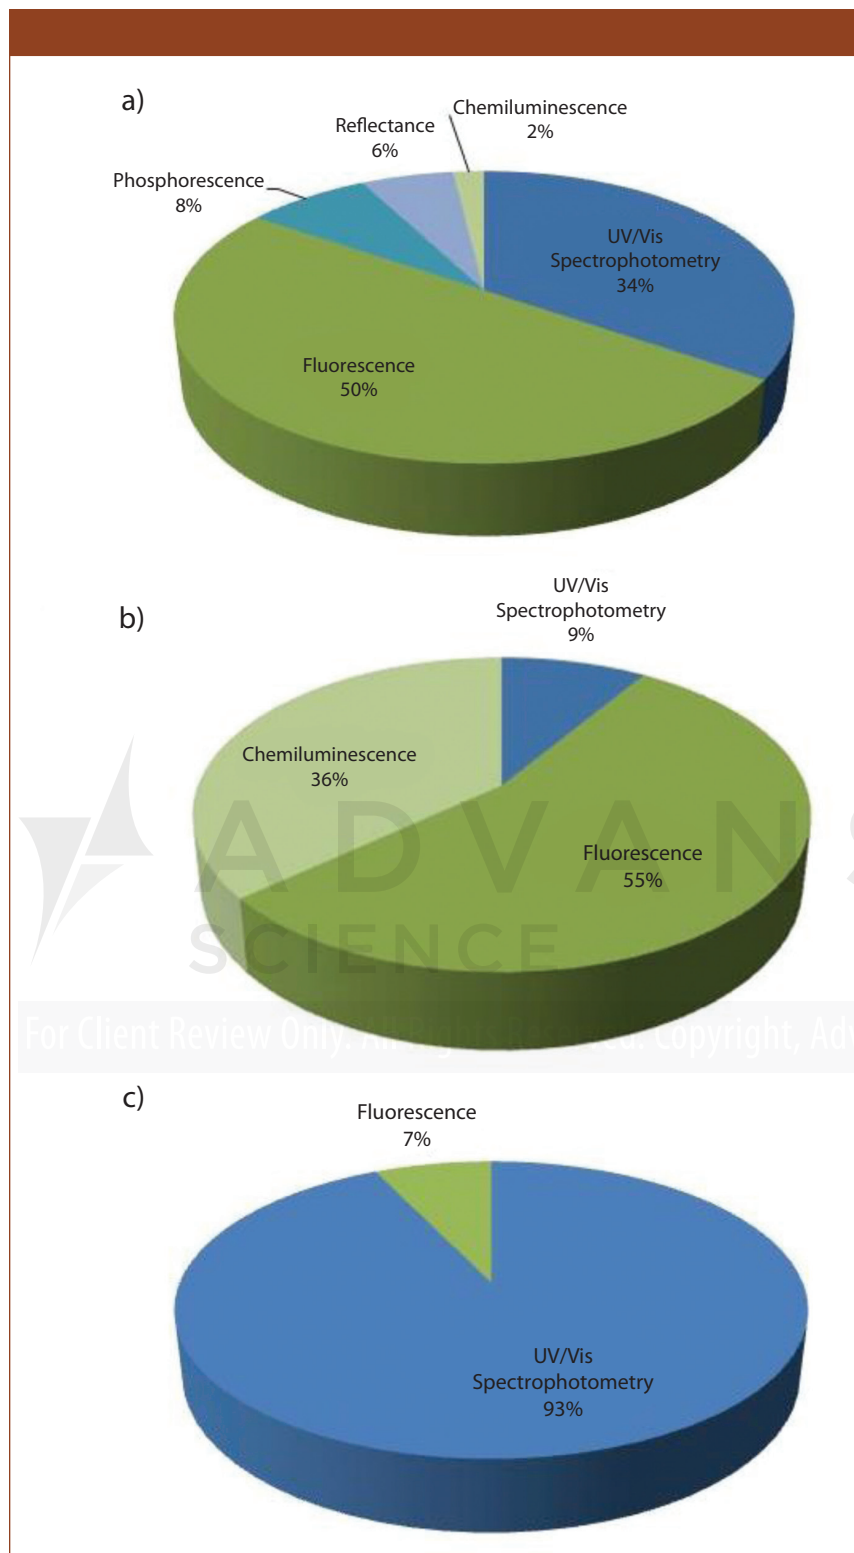 a)
Chemiluminescence
2%
Reflectance
6%
Phosphorescence
8%
UV/Vis
Spectrophotometry
34%
Fluorescence
50%
b)
UV/Vis
Spectrophotometry
9%
Chemiluminescence
36%
Fluorescence
55%
ADVANS
SCIENCE
For Client Review Only. All Rights Reserved. Copyright, Adv
c)
Fluorescence
7%
UV/Vis
Spectrophotometry
93%